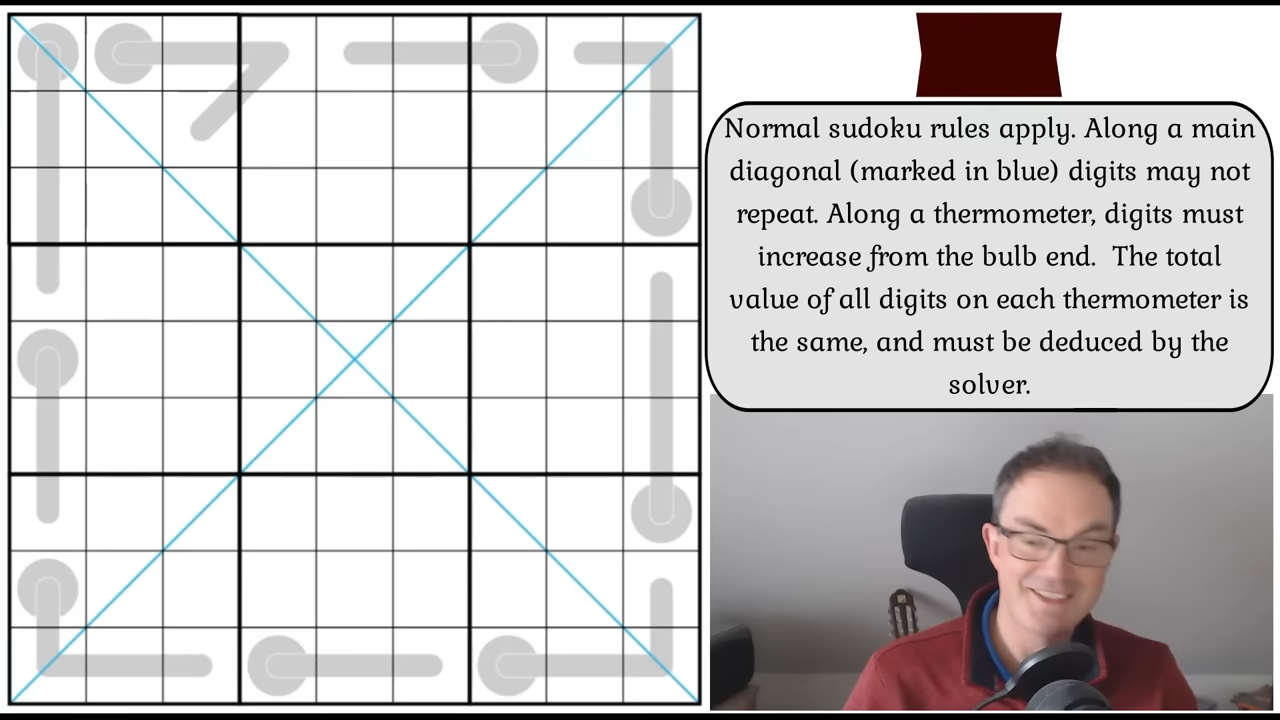 Normal sudoku rules apply. Along a main
diagonal (marked in blue) digits may not
repeat. Along a thermometer, digits must
increase from the bulb end.  The total
value of all digits on each thermometer is
the same, and must be deduced by the
solver.